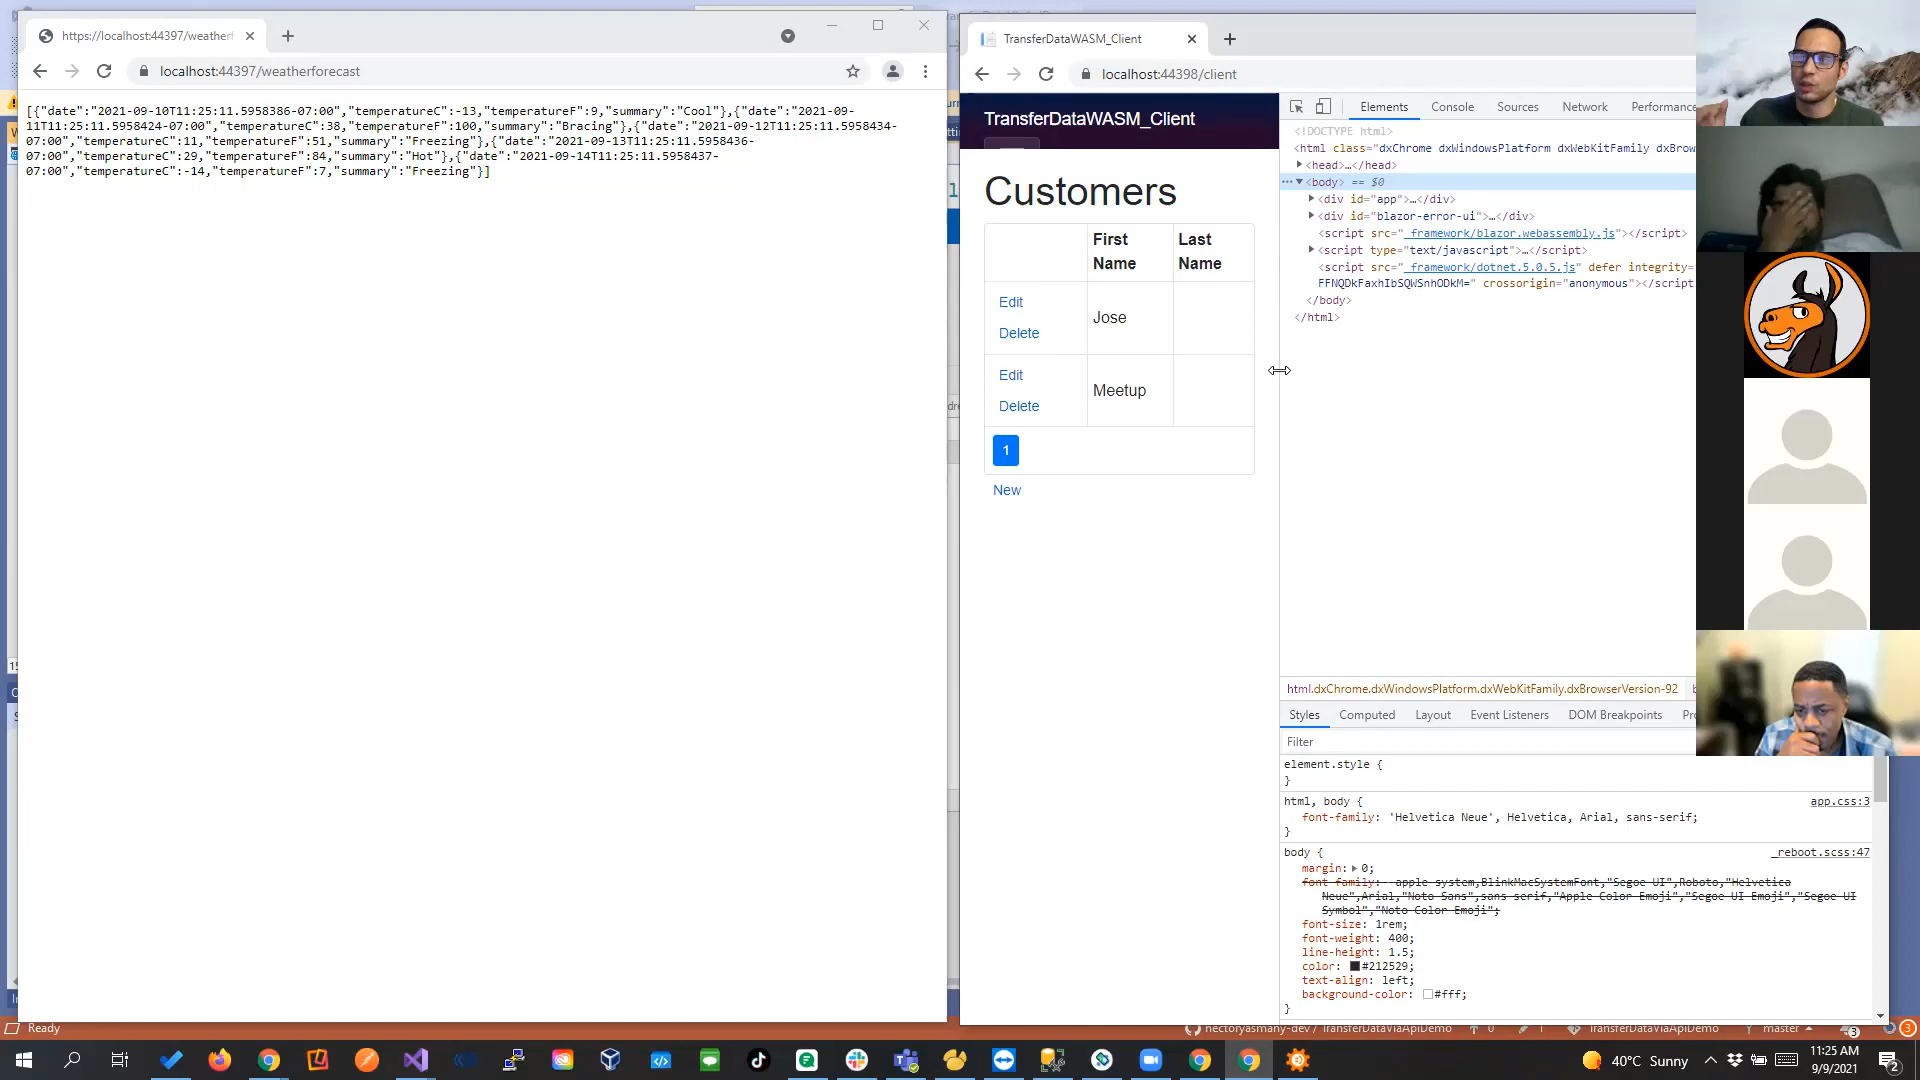 https://localhost:44397/weatherf
localhost:44397/weatherforecast
[{"date":"2021-09-10T11:25:11.5958386-07:00","temperatureC":-13,"temperatureF":9,"summary":"Cool"},{"date":"2021-09-
11T11:25:11.5958424-07:00","temperatureC":38,"temperatureF":100,"summary":"Bracing"},{"date":"2021-09-12T11:25:11.5958434-
07:00","temperatureC":11,"temperatureF":51,"summary":"Freezing"},{"date":"2021-09-13T11:25:11.5958436-
07:00","temperatureC":29,"temperatureF":84,"summary":"Hot"},{"date":"2021-09-14T11:25:11.5958437-
07:00","temperatureC":-14,"temperatureF":7,"summary":"Freezing"}]
TransferDataWASM_Client
localhost:44398/client
TransferDataWASM_Client
Customers
First Name
Last Name
Edit
Delete
Jose
Edit
Delete
Meetup
1
New
Elements Console Sources Network Performance
<!DOCTYPE html>
<html class="dxChrome dxWindowsPlatform dxWebKitFamily dxBrow
<head>…</head>
<body> == $0
<div id="app">…</div>
<div id="blazor-error-ui">…</div>
<script src="_framework/blazor.webassembly.js"></script>
<script type="text/javascript">…</script>
<script src="_framework/dotnet.5.0.5.js" defer integrity=
FFNQDkFaxhIbSQWSnhODkM=" crossorigin="anonymous"></script
</body>
</html>
html.dxChrome.dxWindowsPlatform.dxWebKitFamily.dxBrowserVersion-92
Styles Computed Layout Event Listeners DOM Breakpoints
Filter
element.style {
}
html, body { app.css:3
font-family: 'Helvetica Neue', Helvetica, Arial, sans-serif;
}
body { _reboot.scss:47
margin: 0;
font-family: -apple-system,BlinkMacSystemFont,"Segoe UI",Roboto,"Helvetica
Neue",Arial,"Noto Sans",sans-serif,"Apple Color Emoji","Segoe UI Emoji","Segoe UI
Symbol","Noto Color Emoji";
font-size: 1rem;
font-weight: 400;
line-height: 1.5;
color: #212529;
text-align: left;
background-color: #fff;
}
Ready
hectoryasmany-dev / TransferDataViaApiDemo 0 1 TransferDataViaApiDemo master 3 3
40°C Sunny
11:25 AM
9/9/2021
2